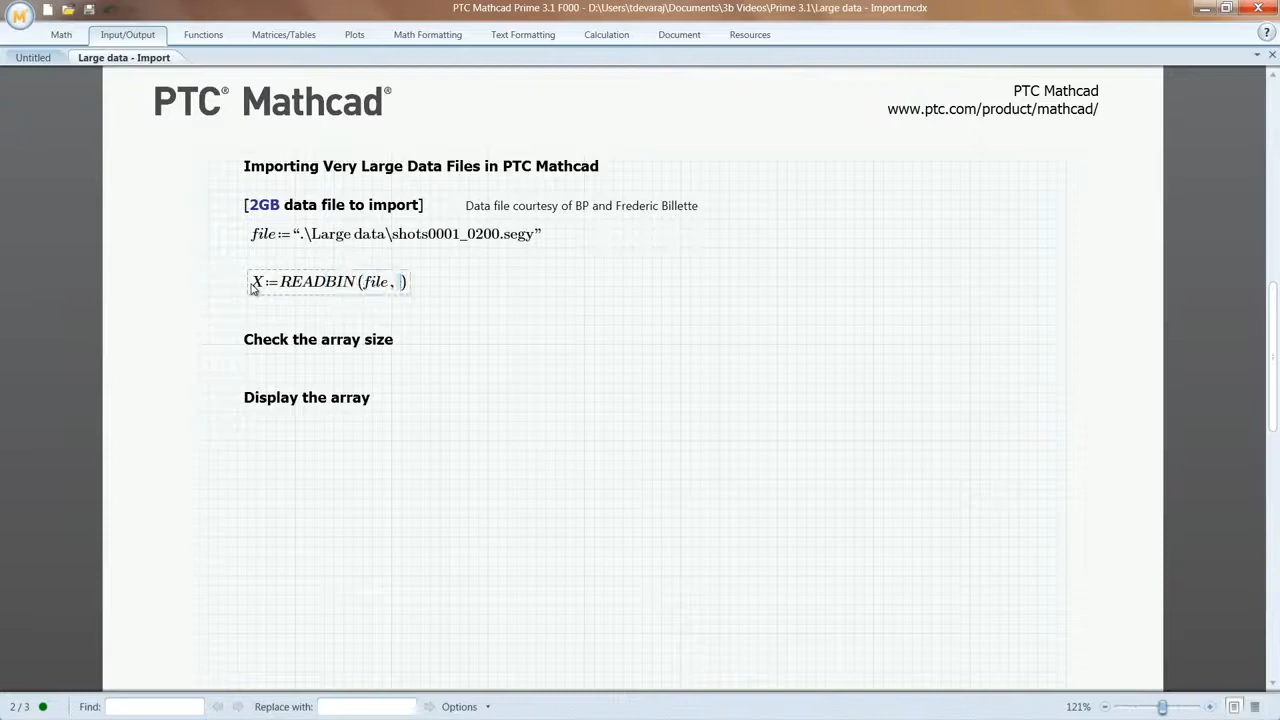 PTC Mathcad Prime 3.1 F000 - D:\Users\tdevaraj\Documents\3b Videos\Prime 3.1\Large data - Import.mcdx
Math Input/Output Functions Matrices/Tables Plots Math Formatting Text Formatting Calculation Document Resources
Untitled Large data - Import
PTC® Mathcad®
PTC Mathcad
www.ptc.com/product/mathcad/
Importing Very Large Data Files in PTC Mathcad
[2GB data file to import] Data file courtesy of BP and Frederic Billette
file:=“.\Large data\shots0001_0200.segy”
X:=READBIN(file, )
Check the array size
Display the array
2 / 3 Find: Replace with: Options 121%